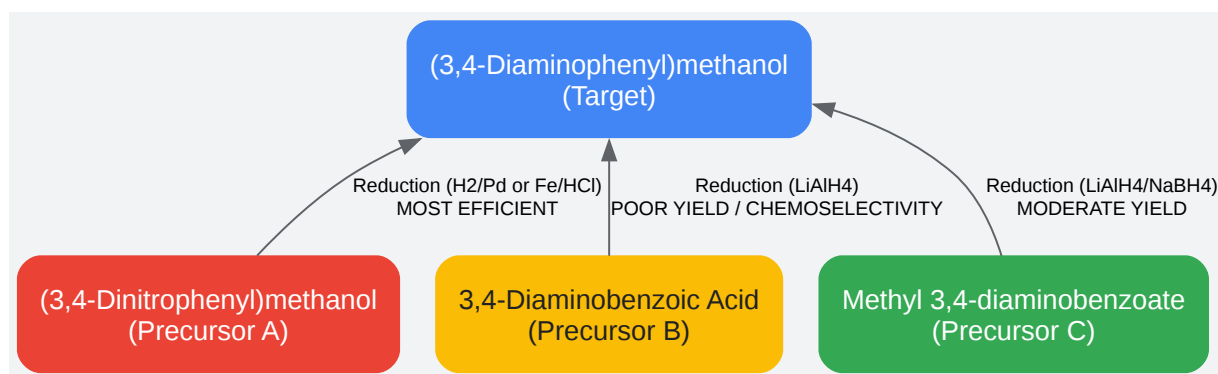 (3,4-Diaminophenyl)methanol
(Target)
Reduction (H2/Pd or Fe/HCl)
MOST EFFICIENT
Reduction (LiAlH4)
POOR YIELD / CHEMOSELECTIVITY
Reduction (LiAlH4/NaBH4)
MODERATE YIELD
(3,4-Dinitrophenyl)methanol
(Precursor A)
3,4-Diaminobenzoic Acid
(Precursor B)
Methyl 3,4-diaminobenzoate
(Precursor C)